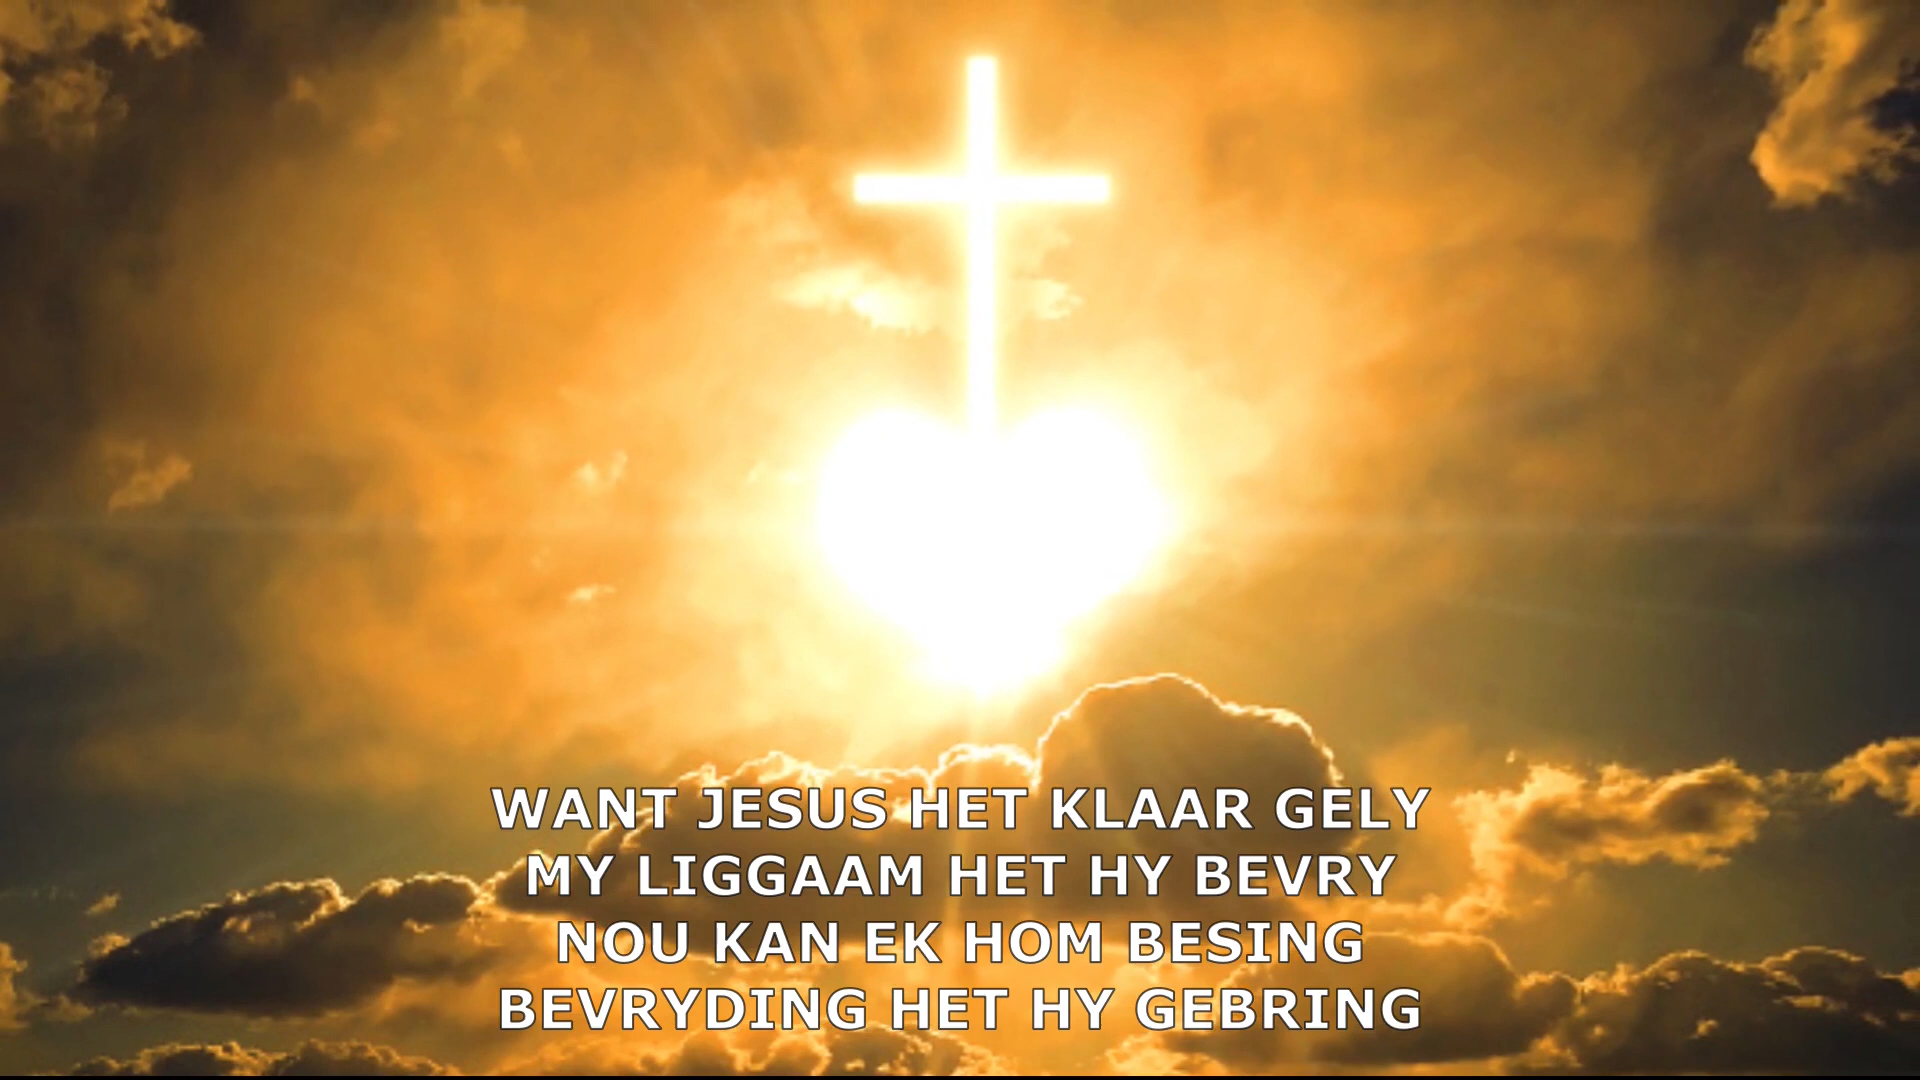 WANT JESUS HET KLAAR GELY
MY LIGGAAM HET HY BEVRY
NOU KAN EK HOM BESING
BEVRYDING HET HY GEBRING